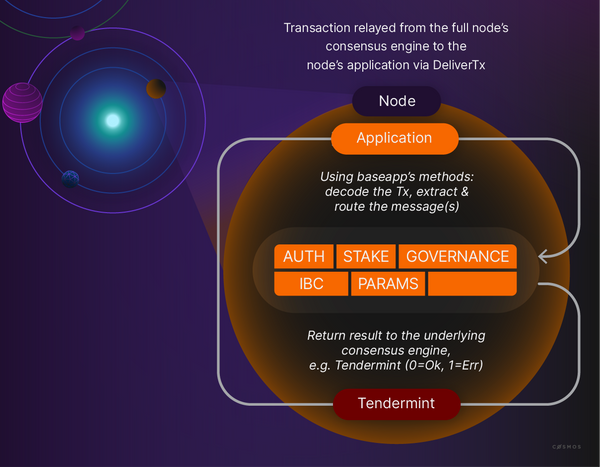 Transaction relayed from the full node's
consensus engine to the
node's application via DeliverTx
Node
Application
Using baseapp's methods:
decode the Tx, extract &
route the message(s)
AUTH STAKE GOVERNANCE
IBC PARAMS
Return result to the underlying
consensus engine,
e.g. Tendermint (0=Ok, 1=Err)
Tendermint
COSMOS